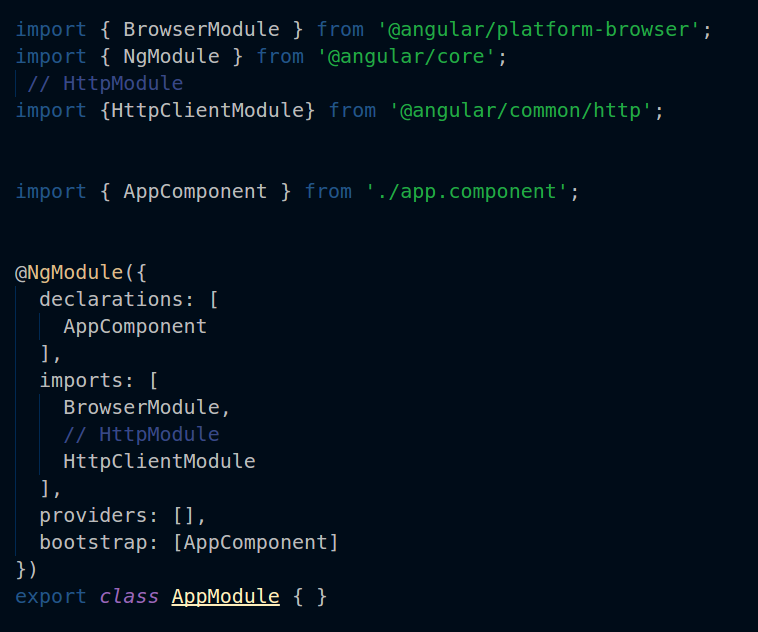 import { BrowserModule } from '@angular/platform-browser';
import { NgModule } from '@angular/core';
 // HttpModule
import {HttpClientModule} from '@angular/common/http';
import { AppComponent } from './app.component';
@NgModule({
  declarations: [
    AppComponent
  ],
  imports: [
    BrowserModule,
    // HttpModule
    HttpClientModule
  ],
  providers: [],
  bootstrap: [AppComponent]
})
export class AppModule { }